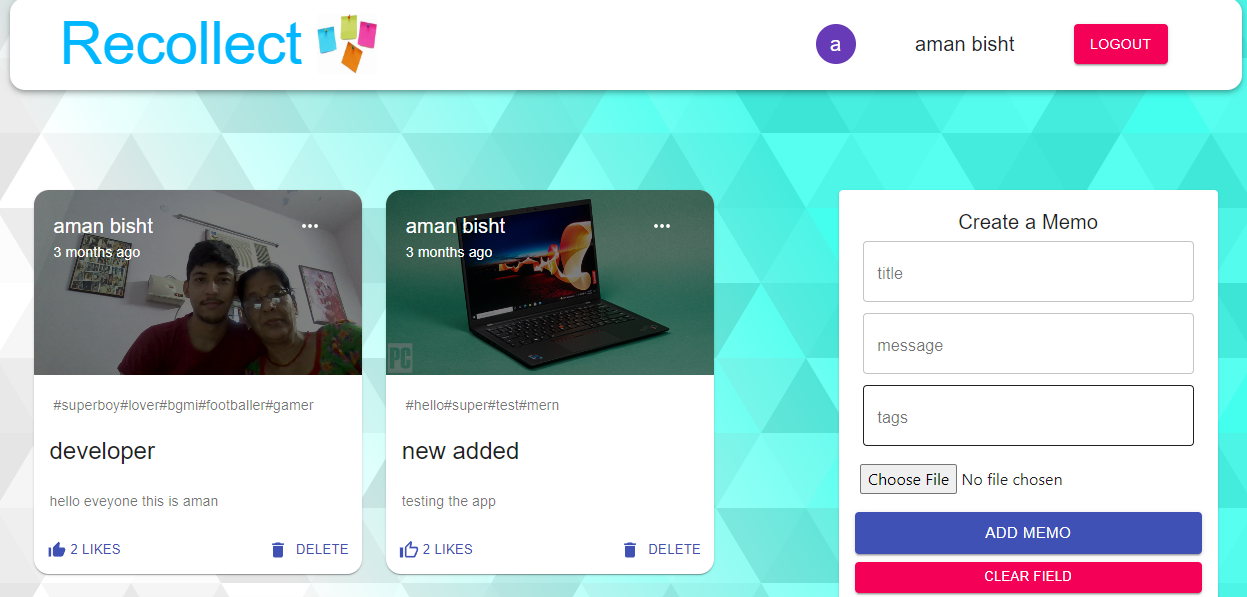 Recollect
a
aman bisht
LOGOUT
aman bisht
3 months ago
#superboy#lover#bgmi#footballer#gamer
developer
hello eveyone this is aman
2 LIKES
DELETE
aman bisht
3 months ago
PC
#hello#super#test#mern
new added
testing the app
2 LIKES
DELETE
Create a Memo
title
message
tags
Choose File No file chosen
ADD MEMO
CLEAR FIELD